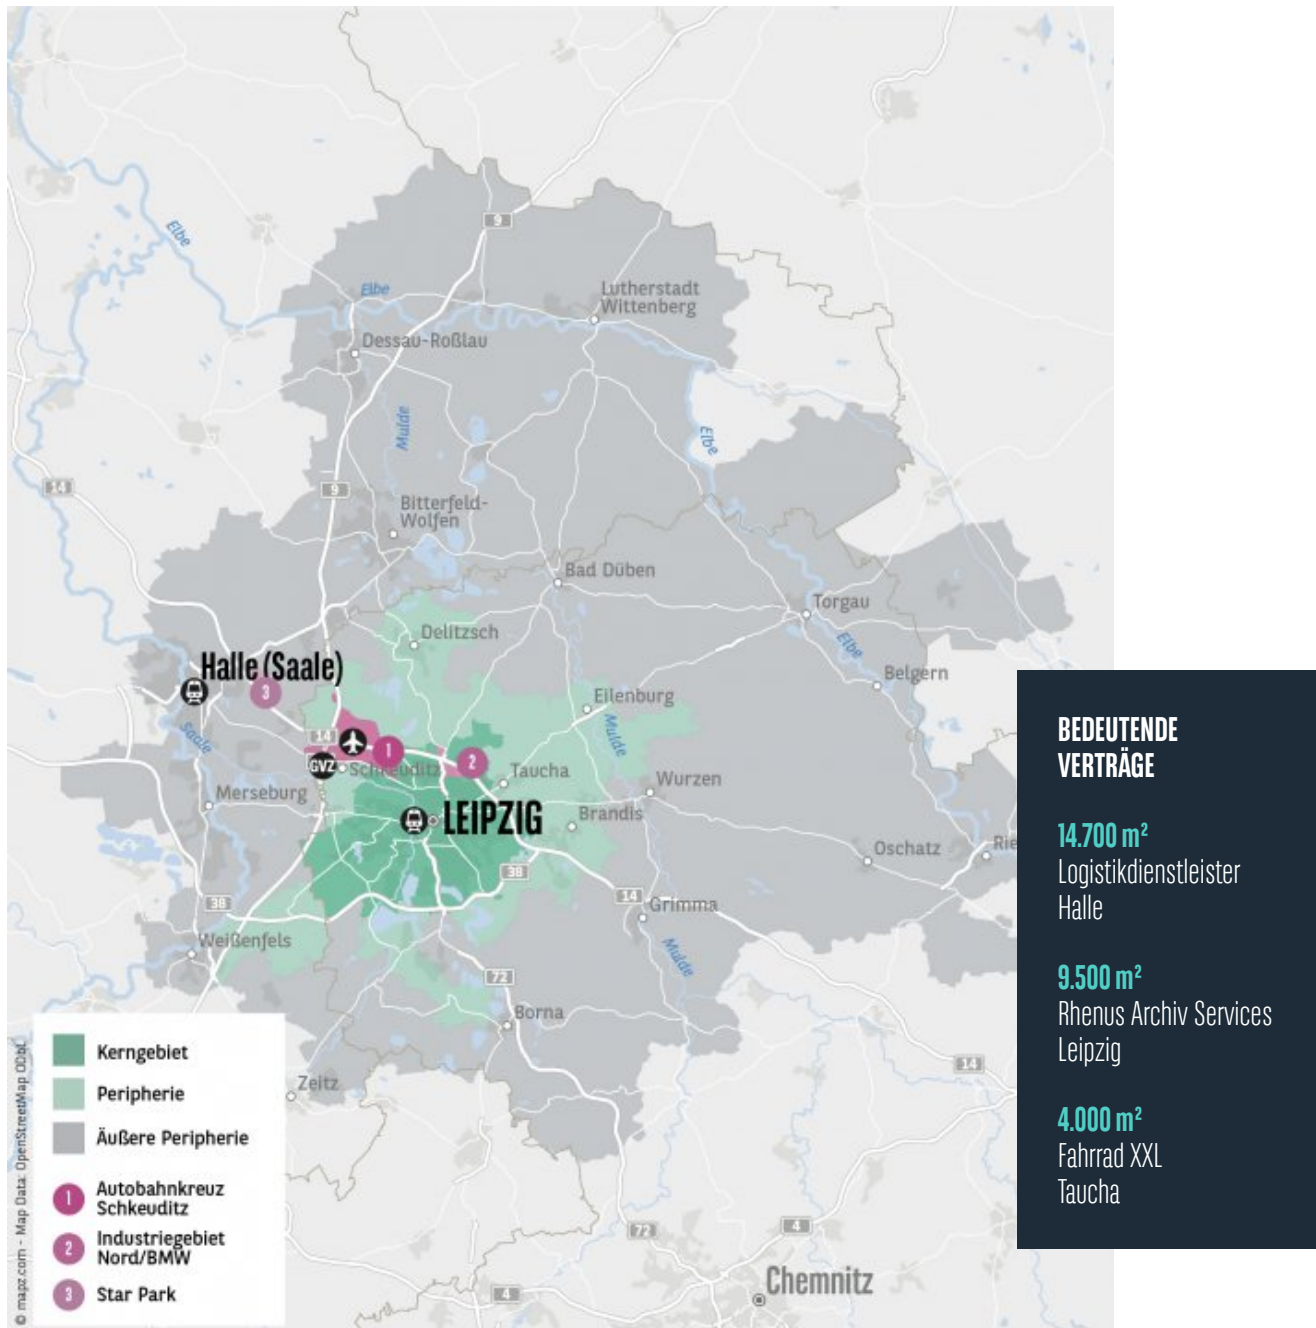 9
Elbe
Elbe
Lutherstadt
Wittenberg
Dessau-Roßlau
Mulde
Elbe
14
9
Bitterfeld-
Wolfen
Bad Düben
Torgau
Delitzsch
Elbe
Halle (Saale)
3
Belgern
Eilenburg
Saale
Mulde
14
1
2
GVZ
Schkeuditz
Taucha
Wurzen
Merseburg
LEIPZIG
Brandis
Oschatz
Rie
38
14
38
Grimma
Weißenfels
Mulde
72
Borna
Zeitz
14
72
4
4
Chemnitz
Kerngebiet
Peripherie
Äußere Peripherie
1 Autobahnkreuz
Schkeuditz
2 Industriegebiet
Nord/BMW
3 Star Park
© mapz.com - Map Data: OpenStreetMap ODbL
BEDEUTENDE
VERTRÄGE
14.700 m²
Logistikdienstleister
Halle
9.500 m²
Rhenus Archiv Services
Leipzig
4.000 m²
Fahrrad XXL
Taucha